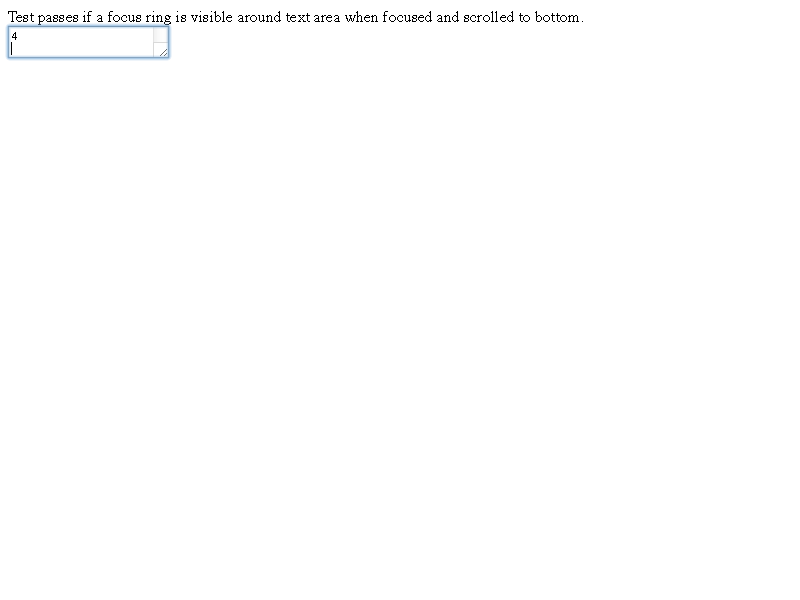 Test passes if a focus ring is visible around text area when focused and scrolled to bottom.
4